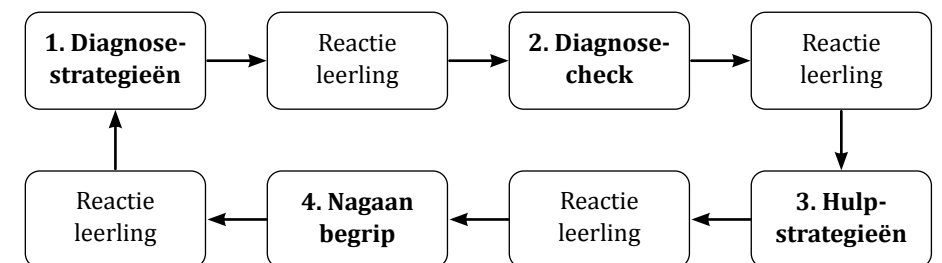 1. Diagnose-
strategieën
Reactie
leerling
2. Diagnose-
check
Reactie
leerling
Reactie
leerling
4. Nagaan
begrip
Reactie
leerling
3. Hulp-
strategieën